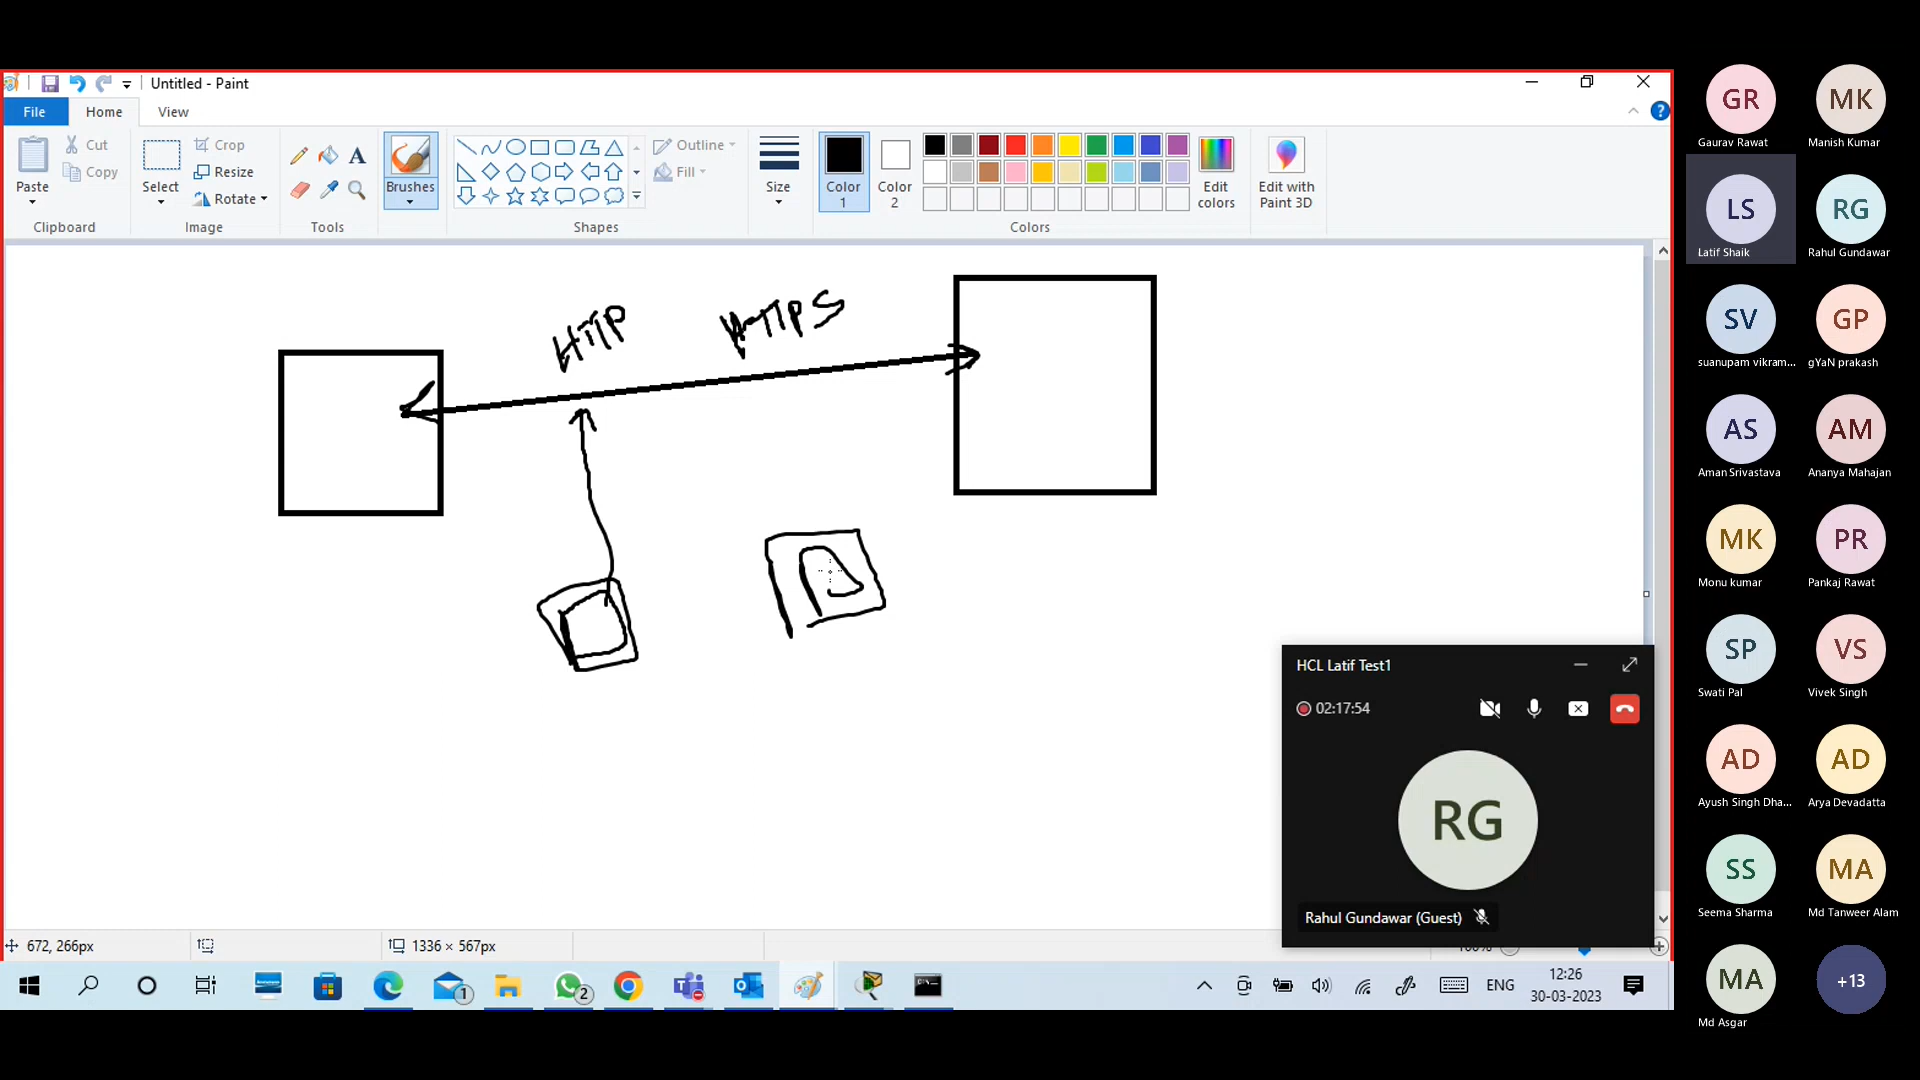 Untitled - Paint
File Home View
Paste
Cut
Copy
Clipboard
Select
Crop
Resize
Rotate
Image
A
Tools
Brushes
Outline
Fill
Shapes
Size
Color 1
Color 2
Edit colors
Edit with Paint 3D
Colors
HTTP
HTTPS
HCL Latif Test1
02:17:54
RG
Rahul Gundawar (Guest)
672, 266px
1336 × 567px
100%
1
2
ENG
12:26
30-03-2023
GR
Gaurav Rawat
MK
Manish Kumar
LS
Latif Shaik
RG
Rahul Gundawar
SV
suanupam vikram...
GP
gYaN prakash
AS
Aman Srivastava
AM
Ananya Mahajan
MK
Monu kumar
PR
Pankaj Rawat
SP
Swati Pal
VS
Vivek Singh
AD
Ayush Singh Dha...
AD
Arya Devadatta
SS
Seema Sharma
MA
Md Tanweer Alam
MA
Md Asgar
+13